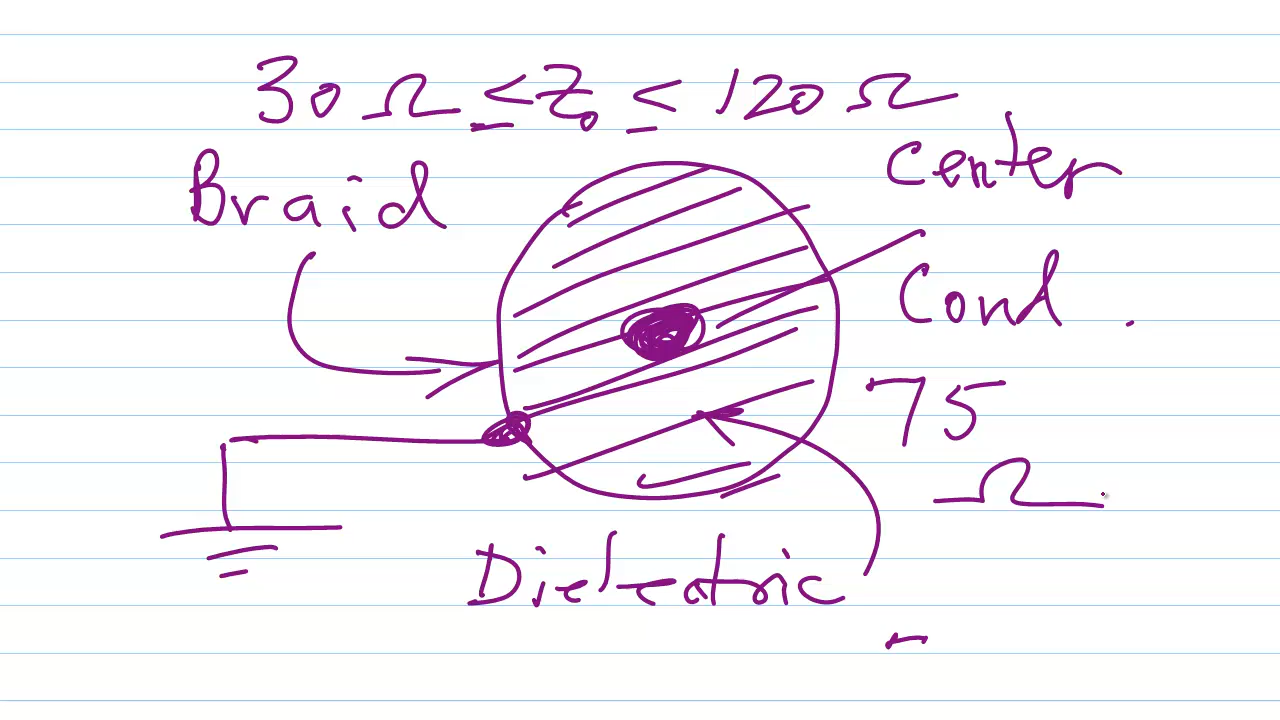 30 Ω ≤ Z₀ ≤ 120 Ω
Braid
Center
Cond.
75
Ω
Dielectric